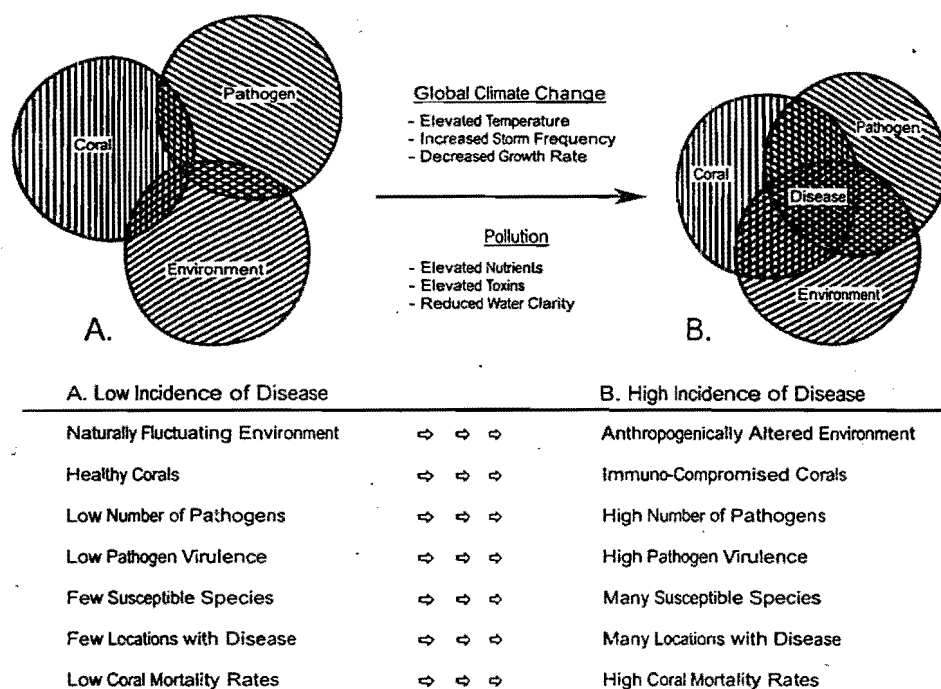 Pathogen
Coral
Environment
A.
Global Climate Change
- Elevated Temperature
- Increased Storm Frequency
- Decreased Growth Rate
Pollution
- Elevated Nutrients
- Elevated Toxins
- Reduced Water Clarity
Pathogen
Coral
Disease
Environment
B.
A. Low Incidence of Disease B. High Incidence of Disease
Naturally Fluctuating Environment ⇨ ⇨ ⇨ Anthropogenically Altered Environment
Healthy Corals ⇨ ⇨ ⇨ Immuno-Compromised Corals
Low Number of Pathogens ⇨ ⇨ ⇨ High Number of Pathogens
Low Pathogen Virulence ⇨ ⇨ ⇨ High Pathogen Virulence
Few Susceptible Species ⇨ ⇨ ⇨ Many Susceptible Species
Few Locations with Disease ⇨ ⇨ ⇨ Many Locations with Disease
Low Coral Mortality Rates ⇨ ⇨ ⇨ High Coral Mortality Rates